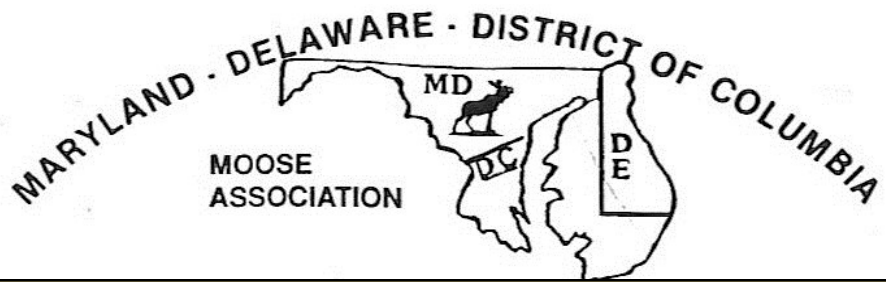 MARYLAND - DELAWARE - DISTRICT OF COLUMBIA
MD
DC
DE
MOOSE
ASSOCIATION